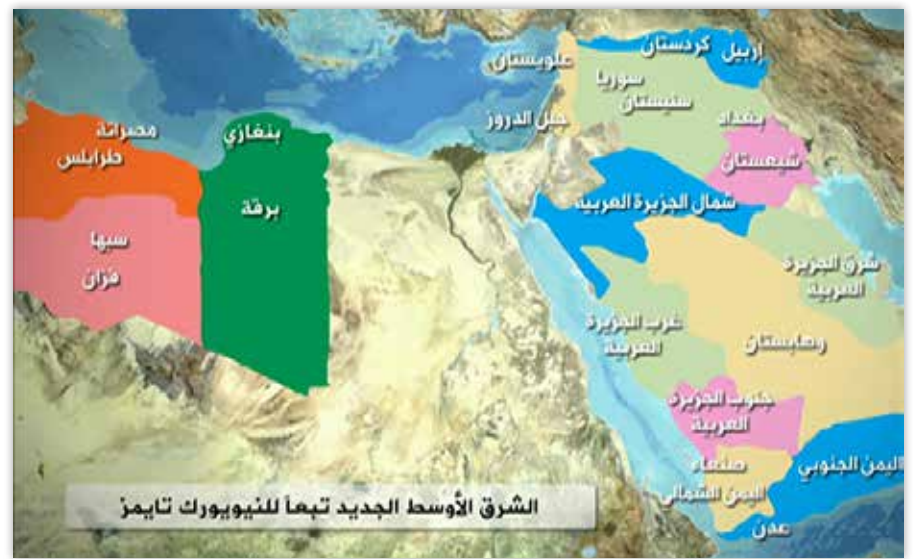 إربيل
كردستان
علويستان
سوريا
سنيستان
جبل الدروز
بغداد
شيعستان
مصراتة
طرابلس
بنغازي
برقة
سبها
فزان
شمال الجزيرة العربية
شرق الجزيرة
العربية
غرب الجزيرة
العربية
وهابستان
جنوب الجزيرة
العربية
صنعاء
اليمن الشمالي
اليمن الجنوبي
عدن
الشرق الأوسط الجديد تبعاً للنيويورك تايمز